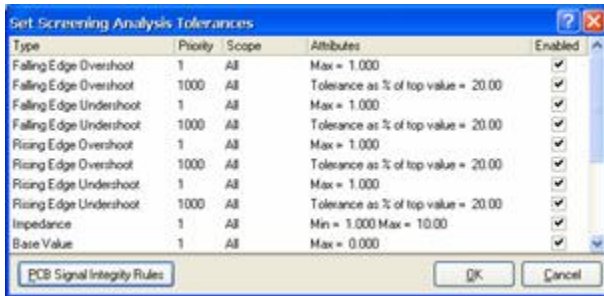 Set Screening Analysis Tolerances
Type Priority Scope Attributes Enabled
Falling Edge Overshoot 1 All Max = 1.000
Falling Edge Overshoot 1000 All Tolerance as % of top value = 20.00
Falling Edge Undershoot 1 All Max = 1.000
Falling Edge Undershoot 1000 All Tolerance as % of top value = 20.00
Rising Edge Overshoot 1 All Max = 1.000
Rising Edge Overshoot 1000 All Tolerance as % of top value = 20.00
Rising Edge Undershoot 1 All Max = 1.000
Rising Edge Undershoot 1000 All Tolerance as % of top value = 20.00
Impedance 1 All Min = 1.000 Max = 10.00
Base Value 1 All Max = 0.000
PCB Signal Integrity Rules OK Cancel